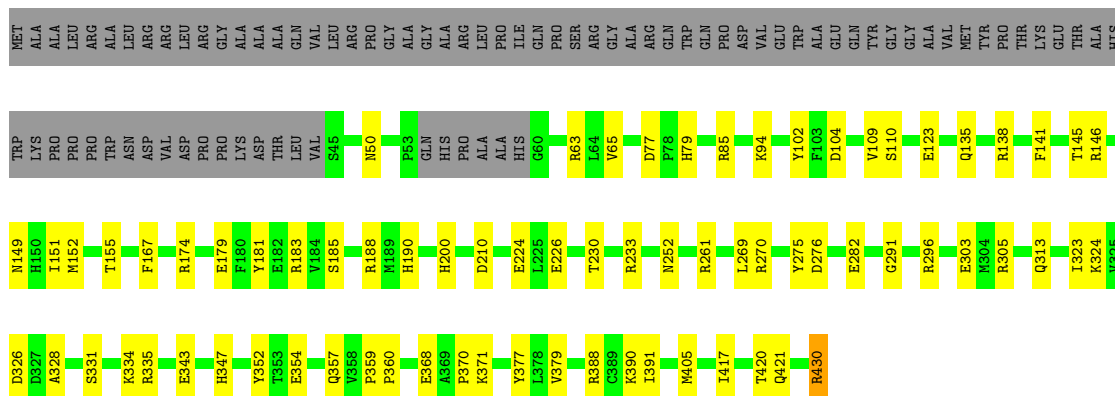 MET ALA ALA LEU ARG ALA LEU ARG ARG LEU ARG GLY ALA ALA ALA GLN VAL LEU ARG PRO GLY ALA GLY ALA ARG LEU PRO ILE GLN PRO SER ARG GLY ALA ARG GLN TRP GLN PRO ASP VAL GLU TRP ALA GLU GLN TYR GLY GLY ALA VAL MET TYR PRO THR LYS GLU THR ALA HIS
TRP LYS PRO PRO PRO TRP ASN ASP VAL ASP PRO PRO LYS ASP THR LEU VAL S45 N50 P53 GLN HIS PRO ALA ALA HIS G60 R63 L64 V65 D77 P78 H79 R85 K94 Y102 F103 D104 V109 S110 E123 Q135 R138 F141 T145 R146
N149 H150 I151 M152 T155 F167 R174 E179 F180 Y181 E182 R183 V184 S185 R188 M189 H190 H200 D210 E224 L225 E226 T230 R233 N252 R261 L269 R270 Y275 D276 E282 G291 R296 E303 M304 R305 Q313 I323 K324 V325
D326 D327 A328 S331 K334 R335 E343 H347 Y352 T353 E354 Q357 V358 P359 P360 E368 A369 P370 K371 Y377 L378 V379 R388 C389 K390 I391 M405 I417 T420 Q421 R430